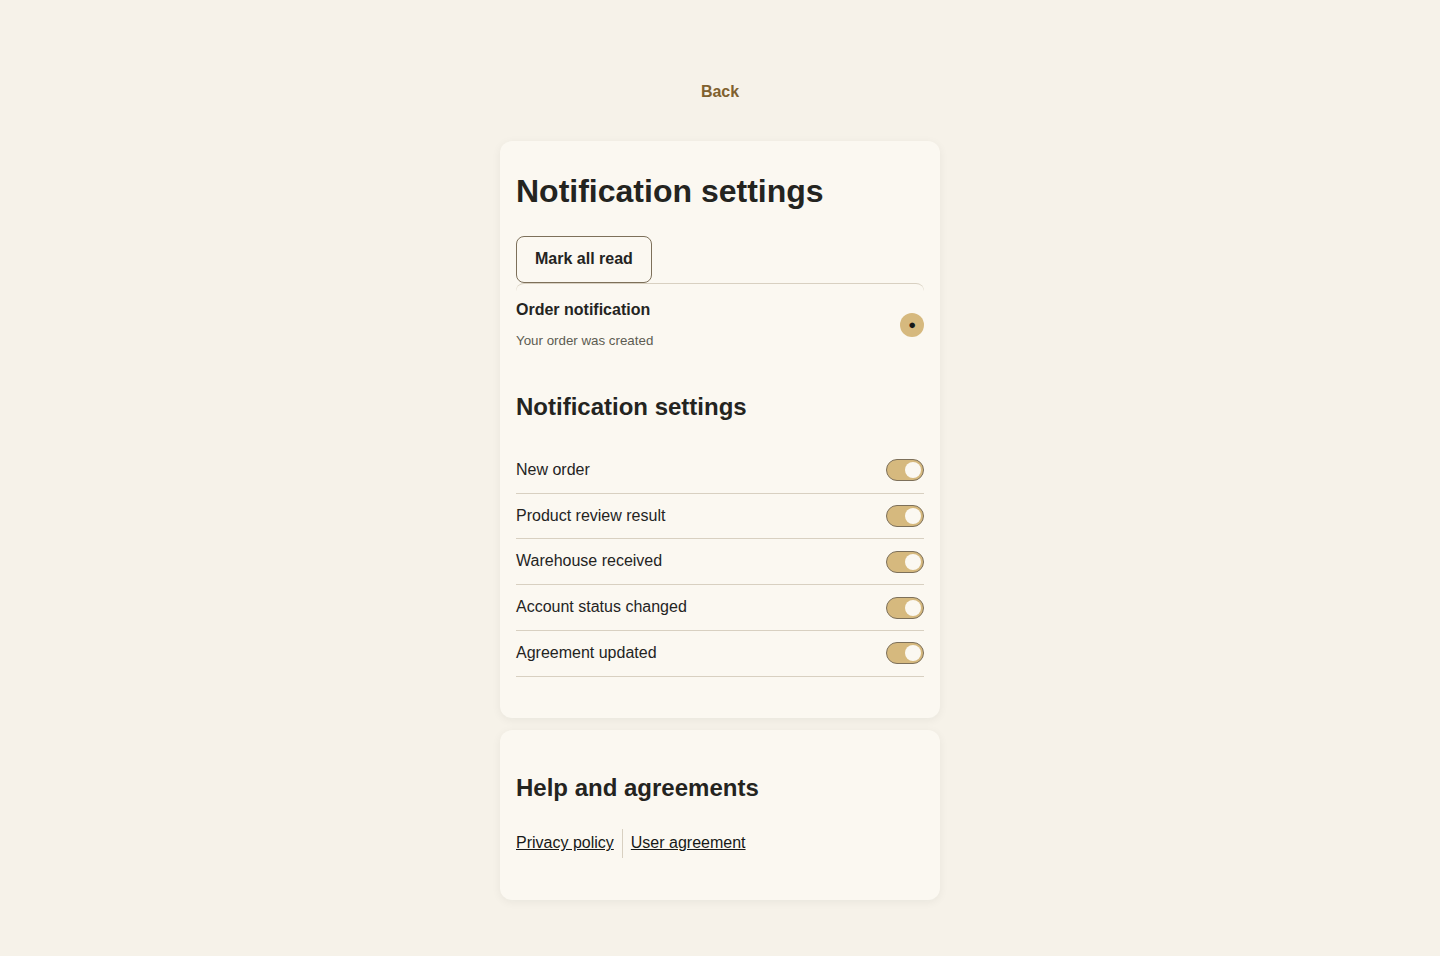 Back
Notification settings
Mark all read
Order notification
Your order was created
Notification settings
New order
Product review result
Warehouse received
Account status changed
Agreement updated
Help and agreements
Privacy policy User agreement